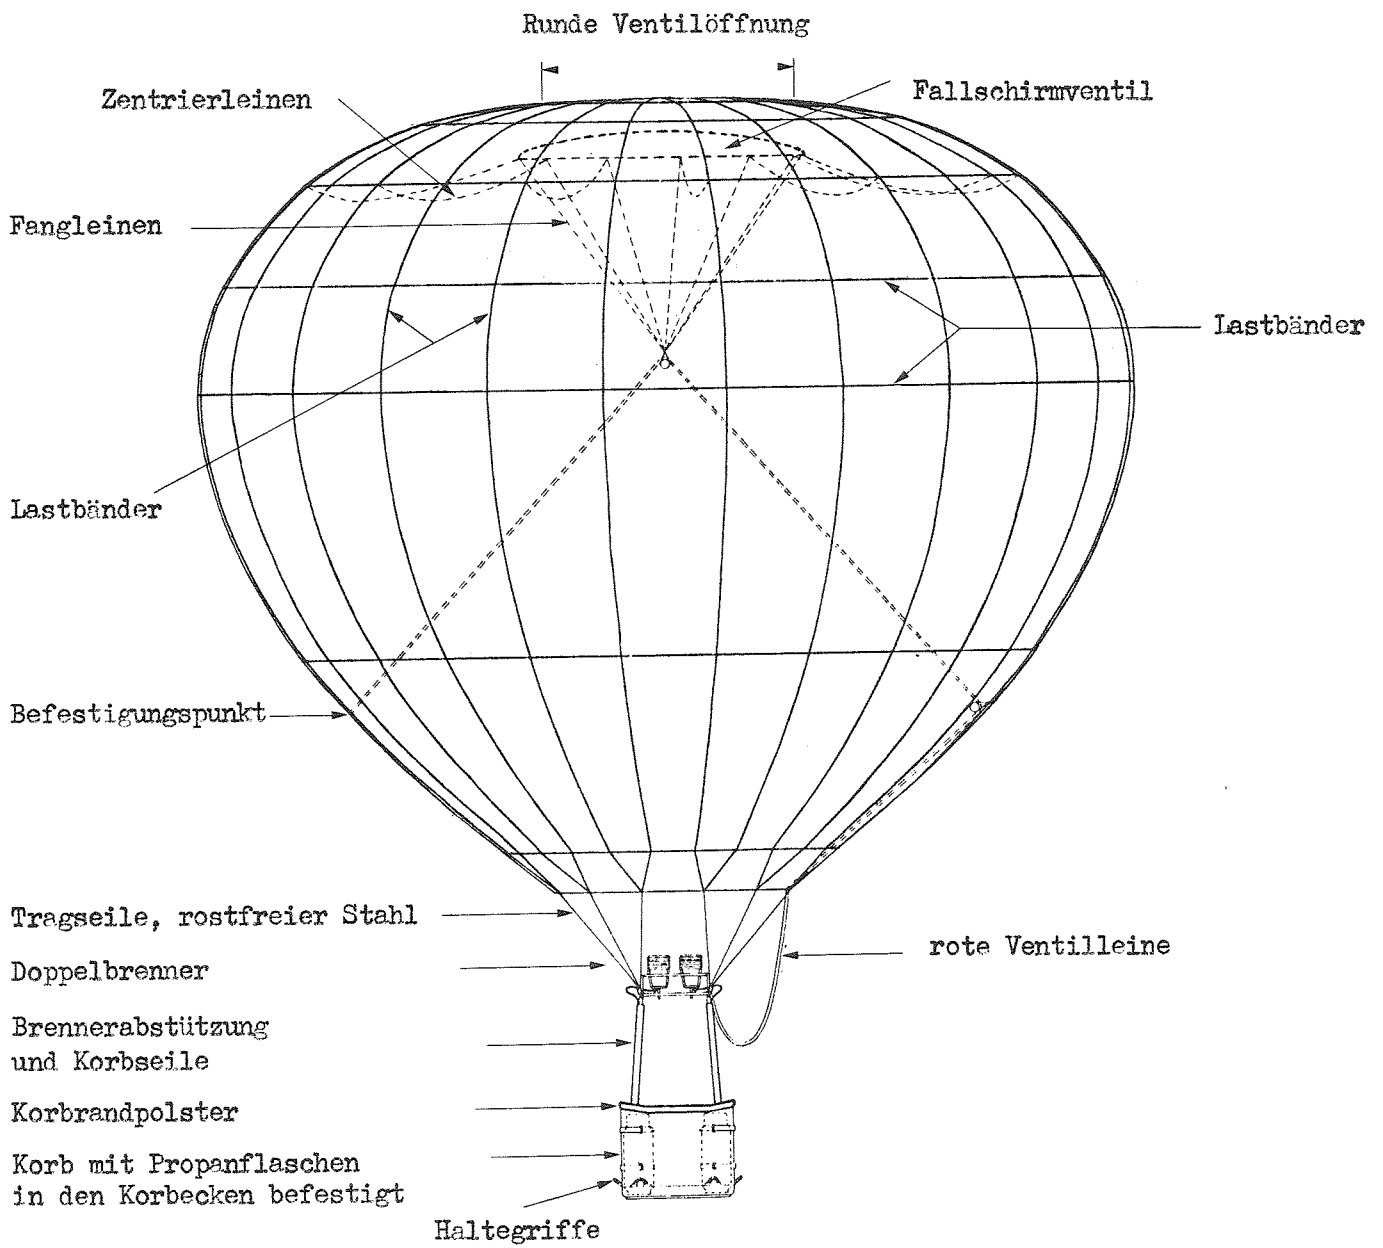 Runde Ventilöffnung
Zentrierleinen
Fallschirmventil
Fangleinen
Lastbänder
Lastbänder
Befestigungspunkt
Tragseile, rostfreier Stahl
rote Ventilleine
Doppelbrenner
Brennerabstützung
und Korbseile
Korbrandpolster
Korb mit Propanflaschen
in den Korbecken befestigt
Haltegriffe